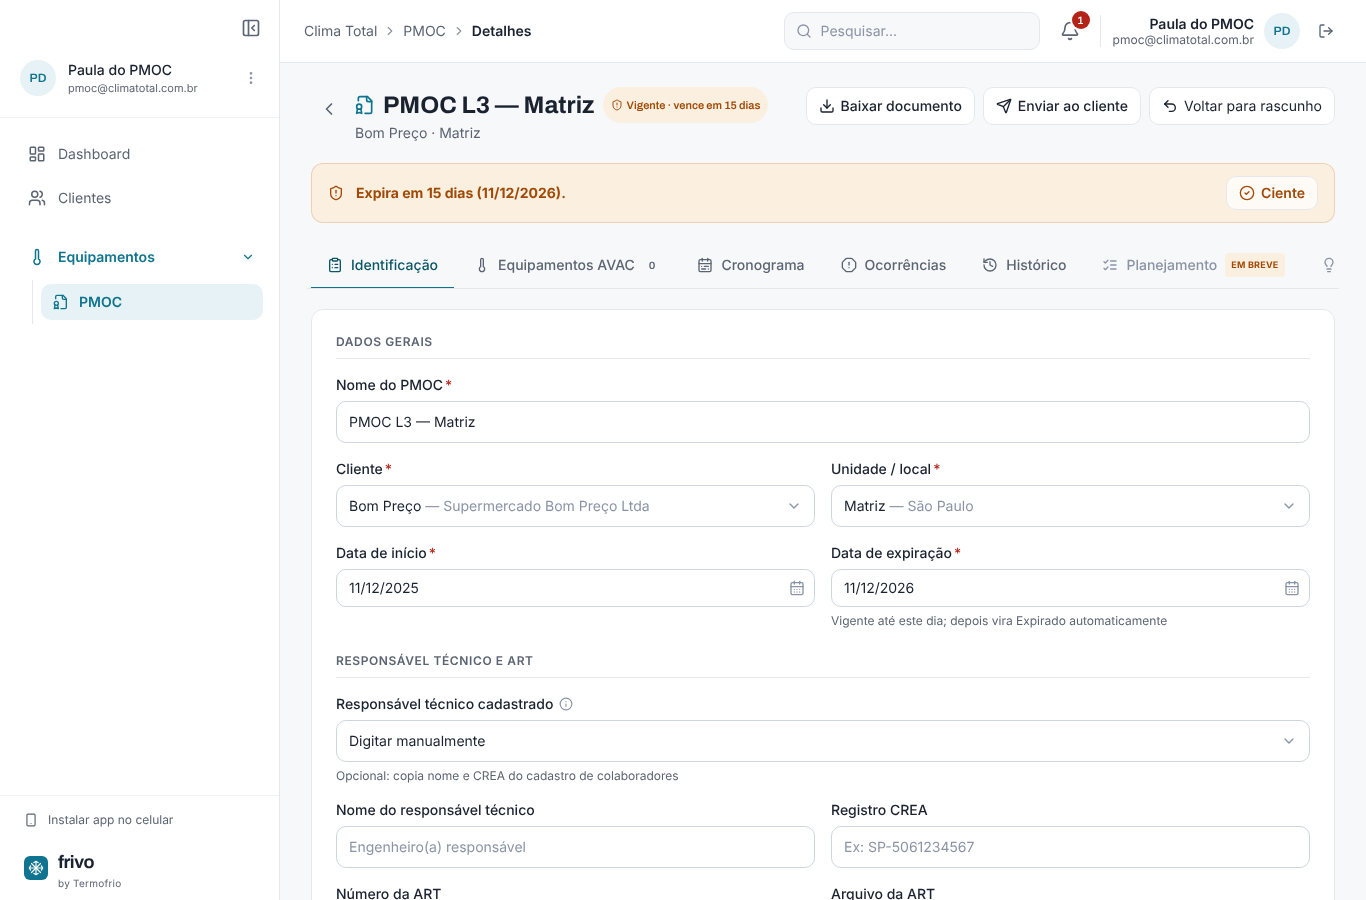 Paula do PMOC
PD
pmoc@climatotal.com.br
Dashboard
Clientes
Equipamentos
PMOC
Instalar app no celular
frivo
by Termofrio
Clima Total > PMOC > Detalhes
Pesquisar...
1
Paula do PMOC
pmoc@climatotal.com.br
PD
PMOC L3 — Matriz
Vigente · vence em 15 dias
Bom Preço · Matriz
Baixar documento
Enviar ao cliente
Voltar para rascunho
Expira em 15 dias (11/12/2026).
Ciente
Identificação
Equipamentos AVAC 0
Cronograma
Ocorrências
Histórico
Planejamento EM BREVE
DADOS GERAIS
Nome do PMOC*
PMOC L3 — Matriz
Cliente*
Bom Preço — Supermercado Bom Preço Ltda
Unidade / local*
Matriz — São Paulo
Data de início*
11/12/2025
Data de expiração*
11/12/2026
Vigente até este dia; depois vira Expirado automaticamente
RESPONSÁVEL TÉCNICO E ART
Responsável técnico cadastrado
Digitar manualmente
Opcional: copia nome e CREA do cadastro de colaboradores
Nome do responsável técnico
Engenheiro(a) responsável
Registro CREA
Ex: SP-5061234567
Número da ART
Arquivo da ART